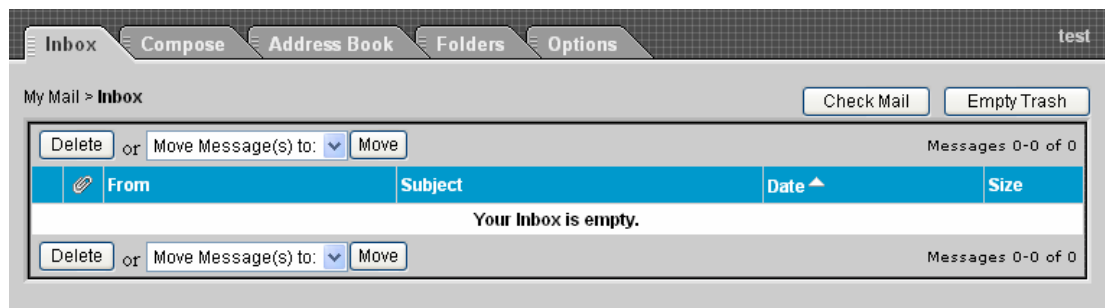 Inbox Compose Address Book Folders Options test
My Mail > Inbox Check Mail Empty Trash
Delete or Move Message(s) to: Move Messages 0-0 of 0
From Subject Date Size
Your Inbox is empty.
Delete or Move Message(s) to: Move Messages 0-0 of 0